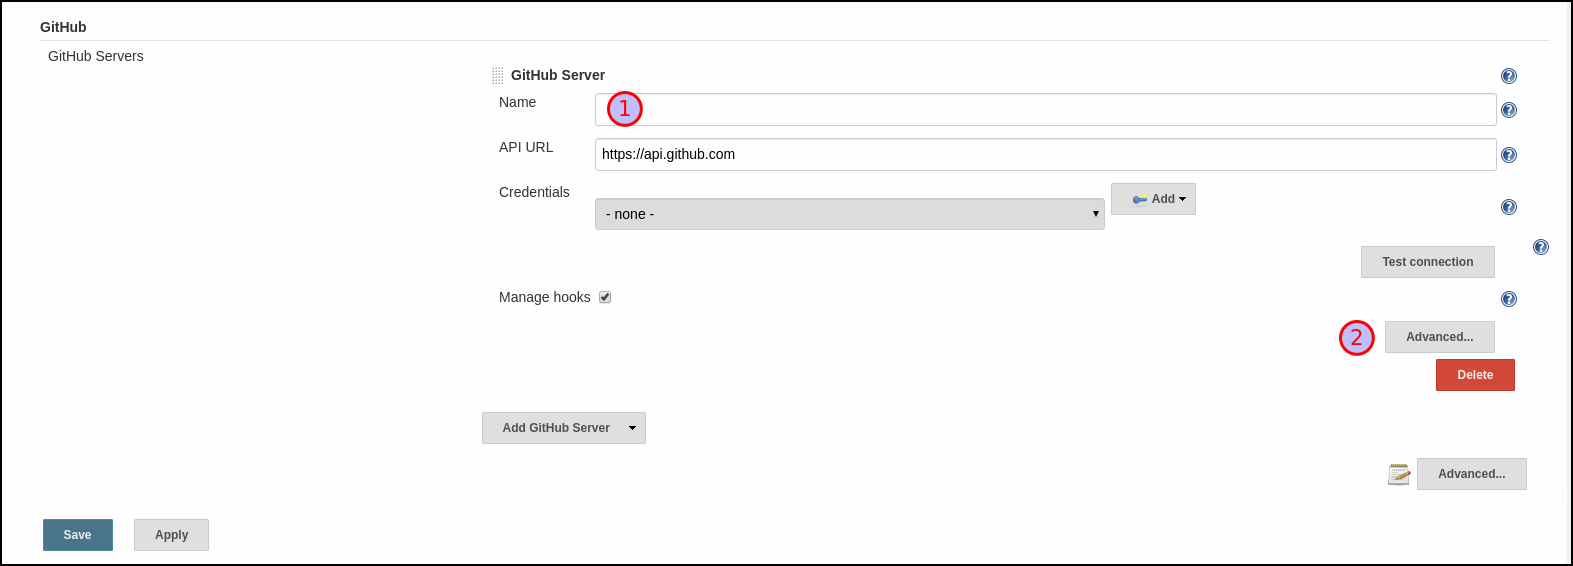 GitHub
GitHub Servers
GitHub Server
?
Name
1
?
API URL
https://api.github.com
?
Credentials
- none -
Add
?
?
Test connection
Manage hooks
?
2
Advanced...
Delete
Add GitHub Server
Advanced...
Save
Apply